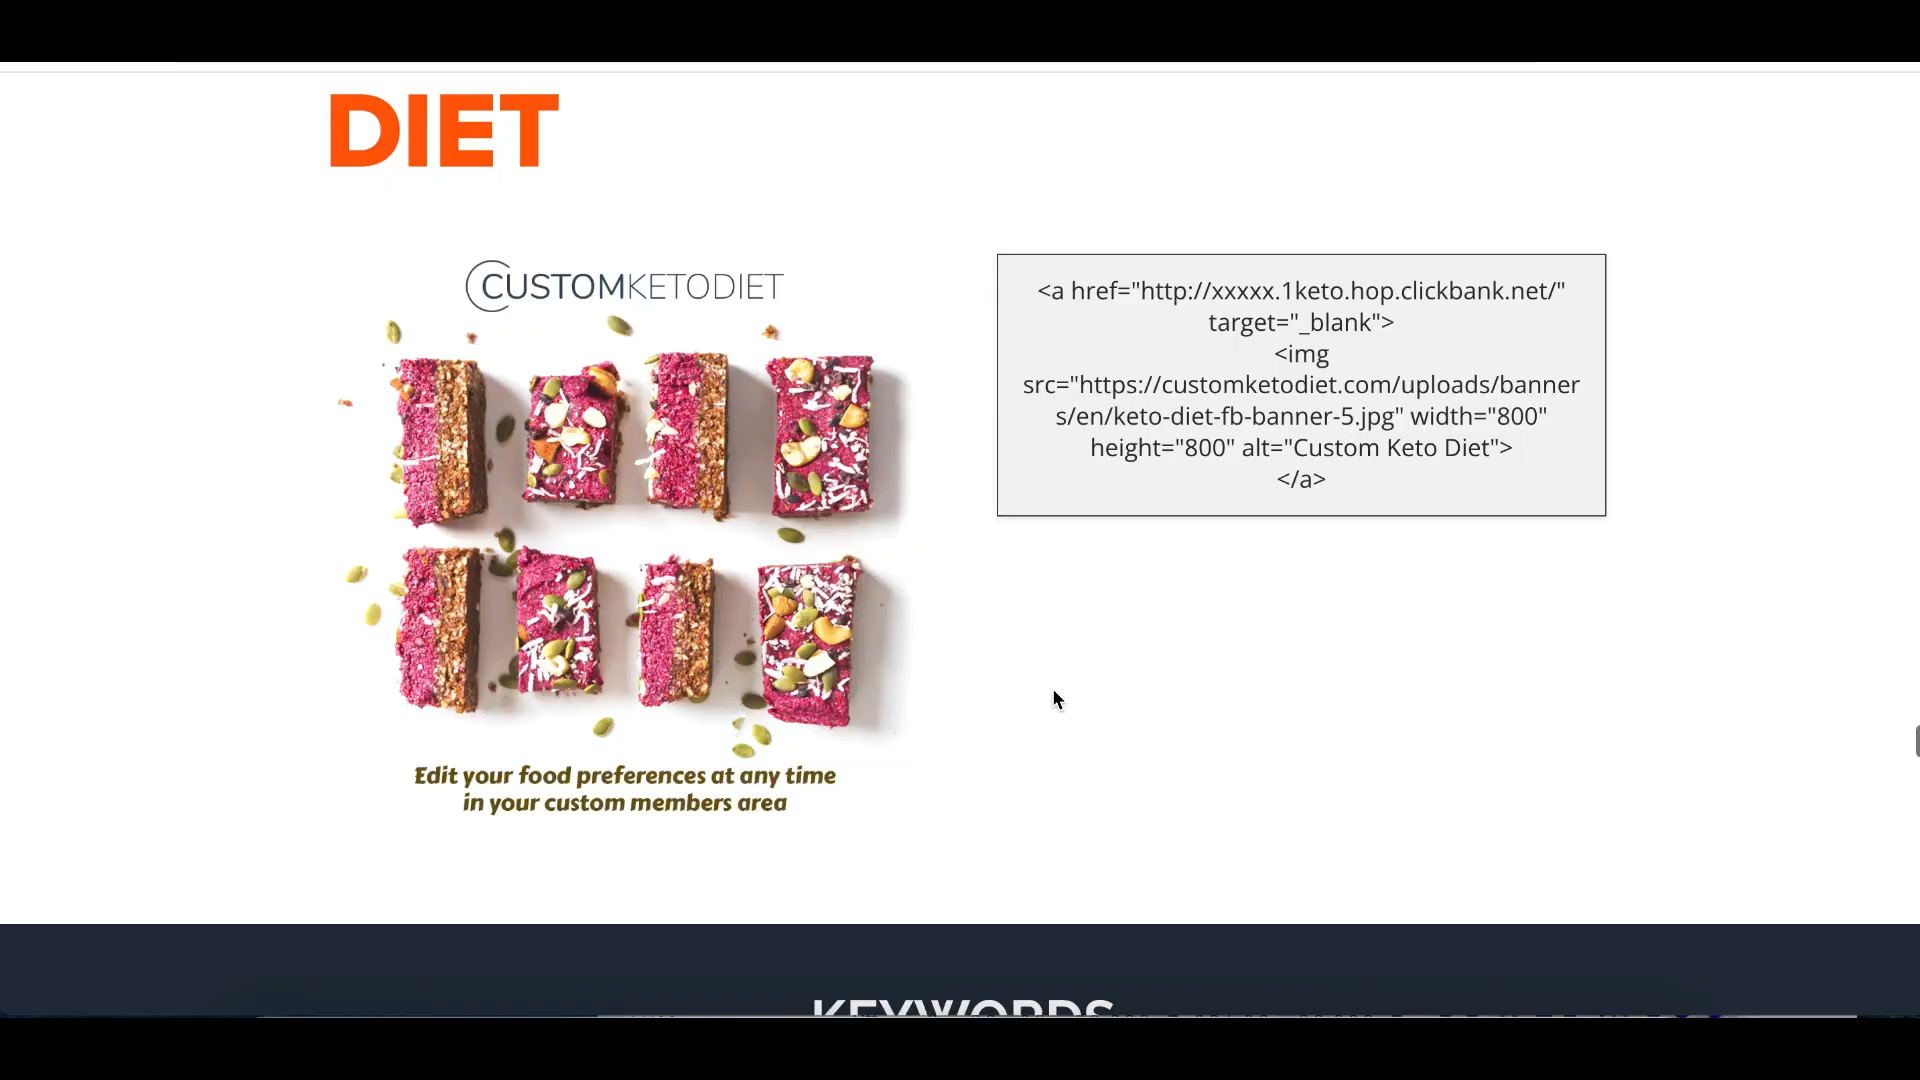 DIET
CUSTOMKETODIET
Edit your food preferences at any time
in your custom members area
<a href="http://xxxxx.1keto.hop.clickbank.net/"
target="_blank">
<img
src="https://customketodiet.com/uploads/banner
s/en/keto-diet-fb-banner-5.jpg" width="800"
height="800" alt="Custom Keto Diet">
</a>
KEYWORDS